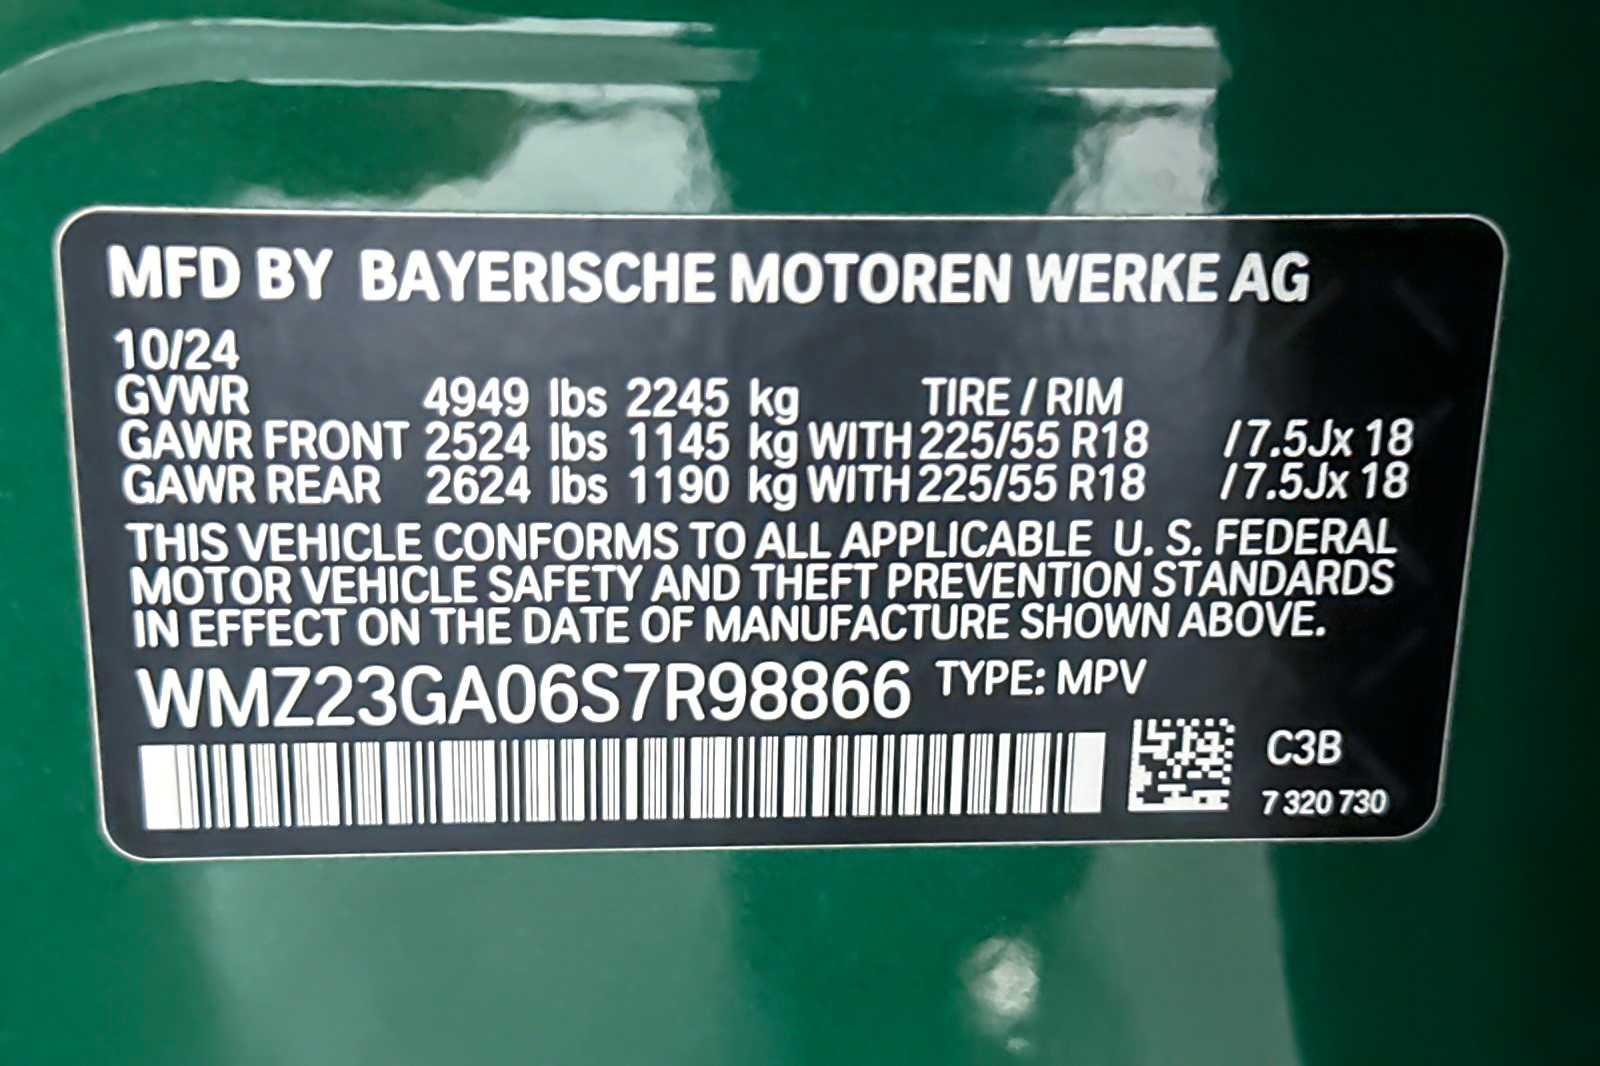 MFD BY BAYERISCHE MOTOREN WERKE AG
10/24
GVWR 4949 lbs 2245 kg TIRE / RIM
GAWR FRONT 2524 lbs 1145 kg WITH 225/55 R18 /7.5Jx 18
GAWR REAR 2624 lbs 1190 kg WITH 225/55 R18 /7.5Jx 18
THIS VEHICLE CONFORMS TO ALL APPLICABLE U. S. FEDERAL
MOTOR VEHICLE SAFETY AND THEFT PREVENTION STANDARDS
IN EFFECT ON THE DATE OF MANUFACTURE SHOWN ABOVE.
WMZ23GA06S7R98866 TYPE: MPV
C3B
7 320 730